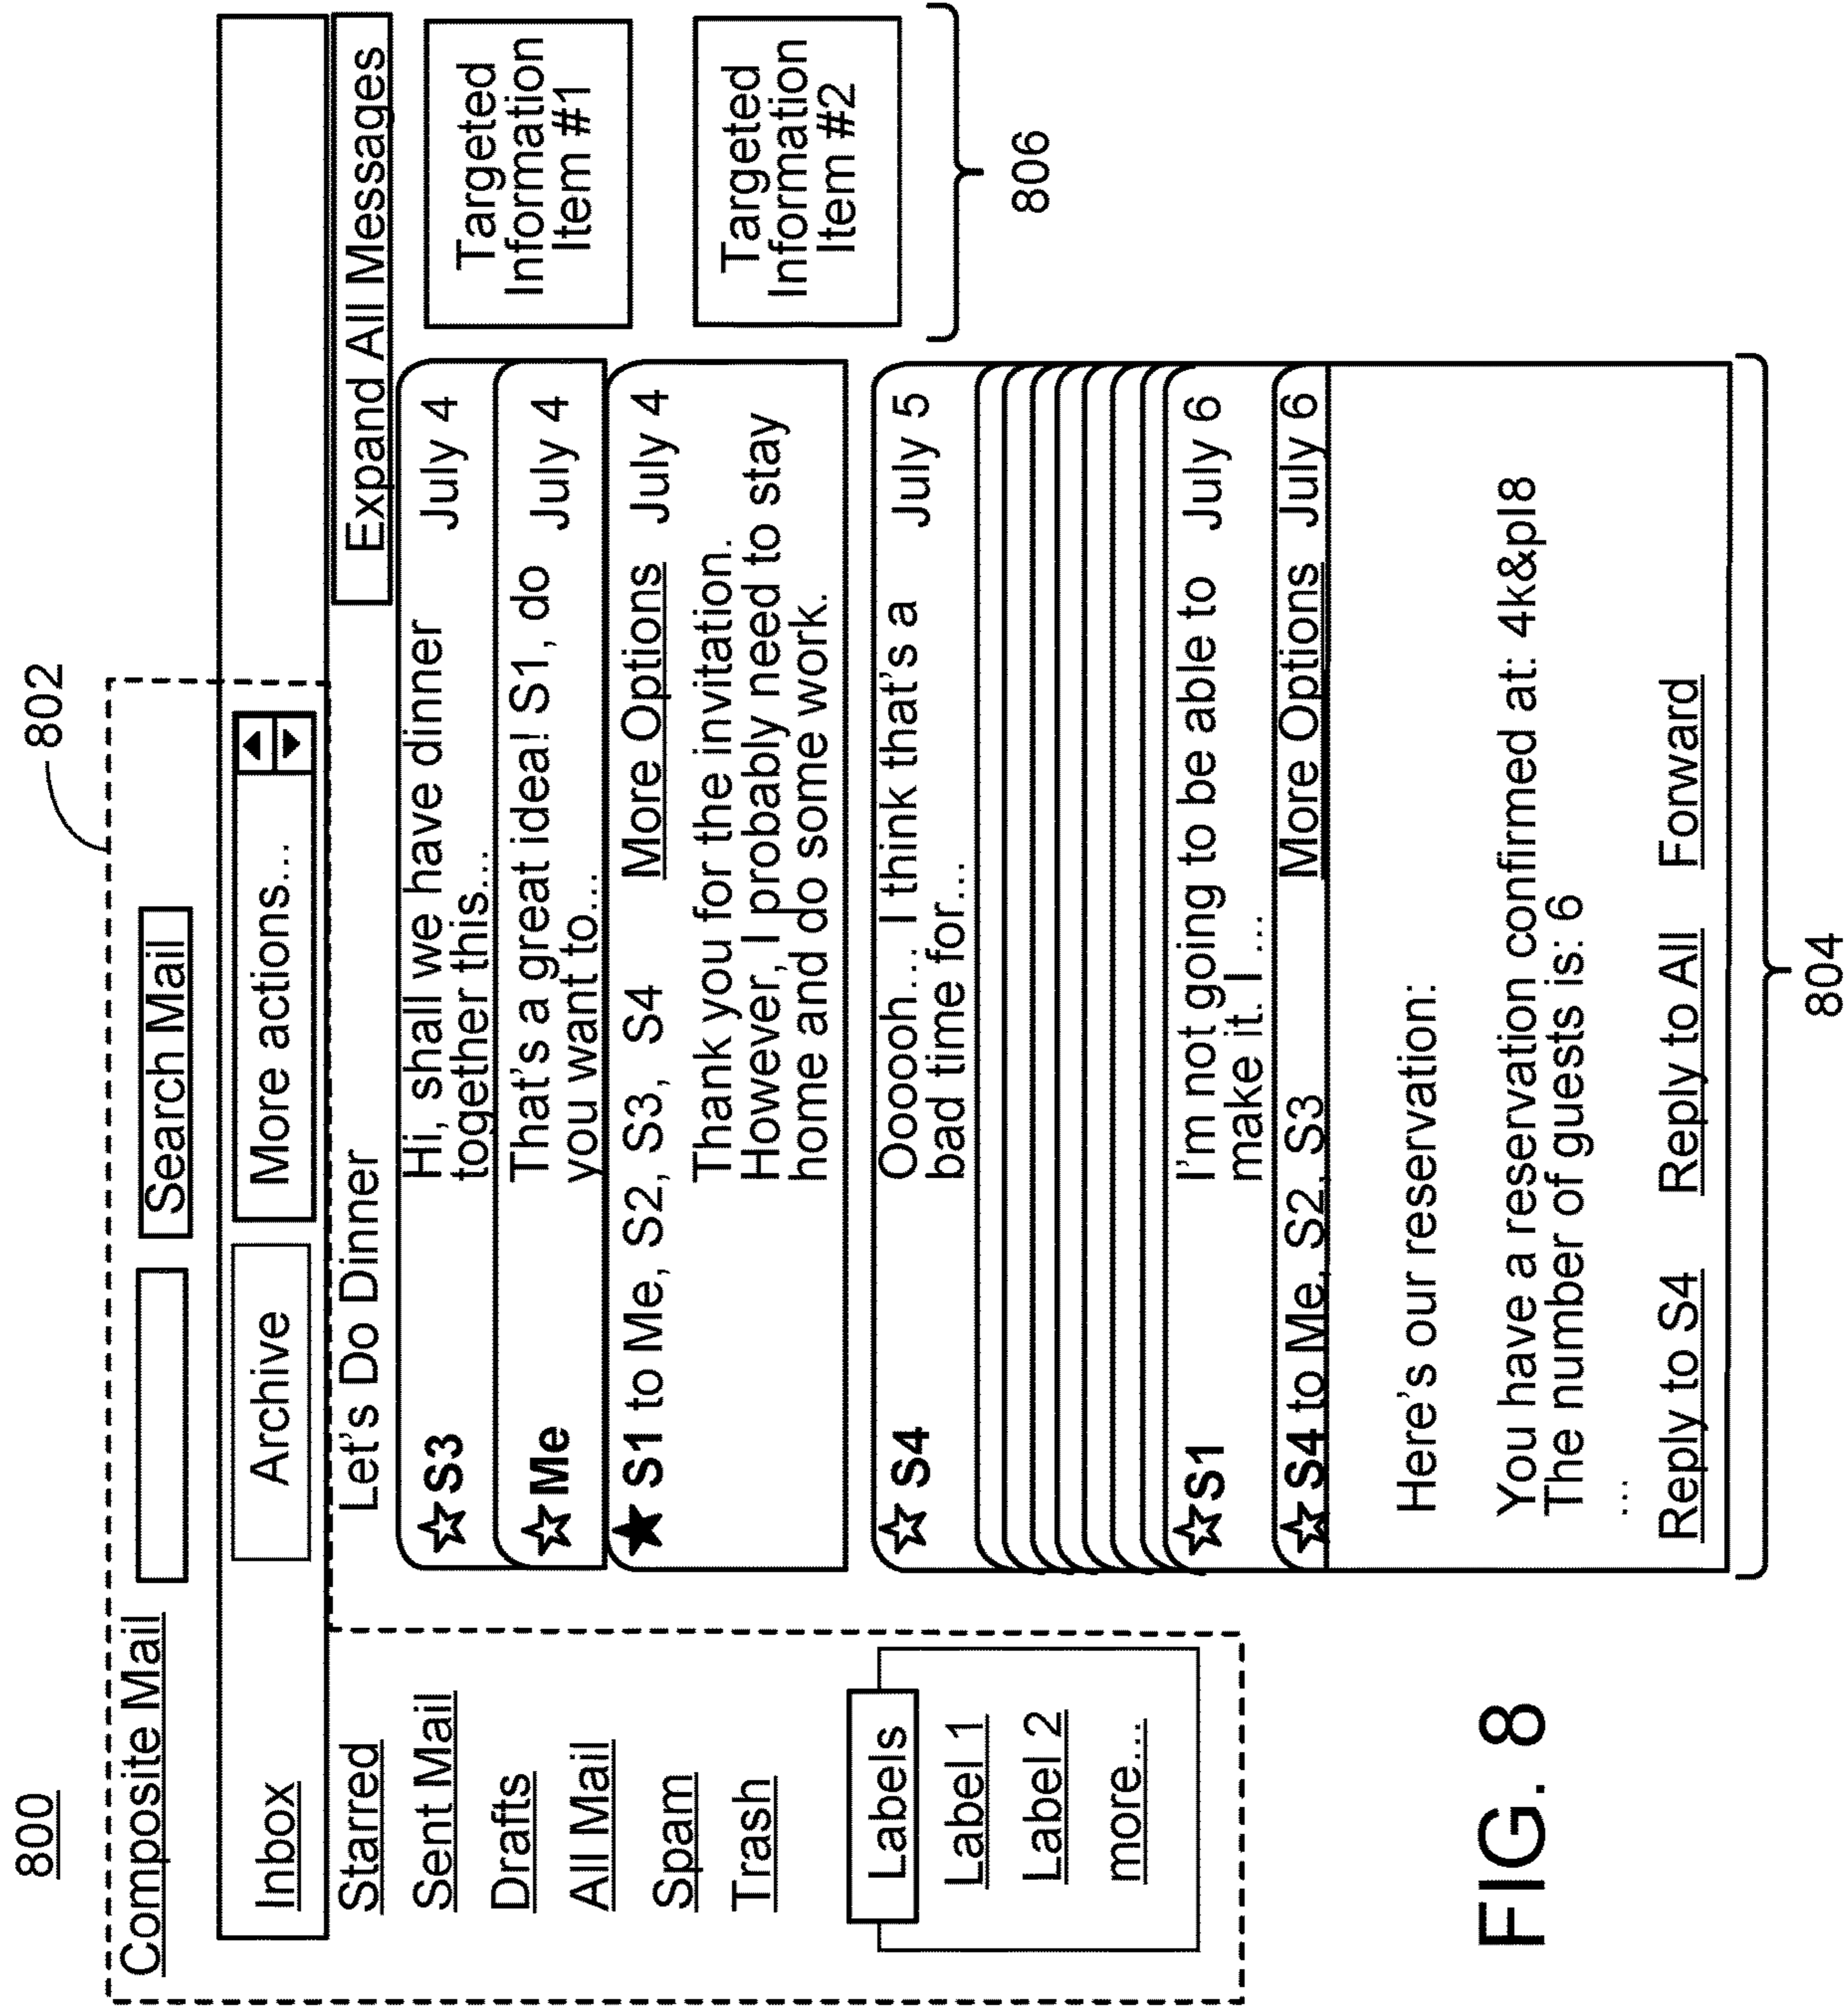 800
802
Composite Mail
Search Mail
Inbox
Archive
More actions...
Starred
Sent Mail
Drafts
All Mail
Spam
Trash
Labels
Label 1
Label 2
more...
Let's Do Dinner
Expand All Messages
S3
Hi, shall we have dinner
together this...
July 4
Me
That's a great idea! S1, do
you want to...
July 4
S1 to Me, S2, S3, S4
More Options
July 4
Thank you for the invitation.
However, I probably need to stay
home and do some work.
S4
Oooooh... I think that's a
bad time for...
July 5
S1
I'm not going to be able to
make it. I ...
July 6
S4 to Me, S2, S3
More Options
July 6
Here's our reservation:
You have a reservation confirmed at: 4k&pl8
The number of guests is: 6
...
Reply to S4
Reply to All
Forward
804
Targeted
Information
Item #1
Targeted
Information
Item #2
806
FIG. 8